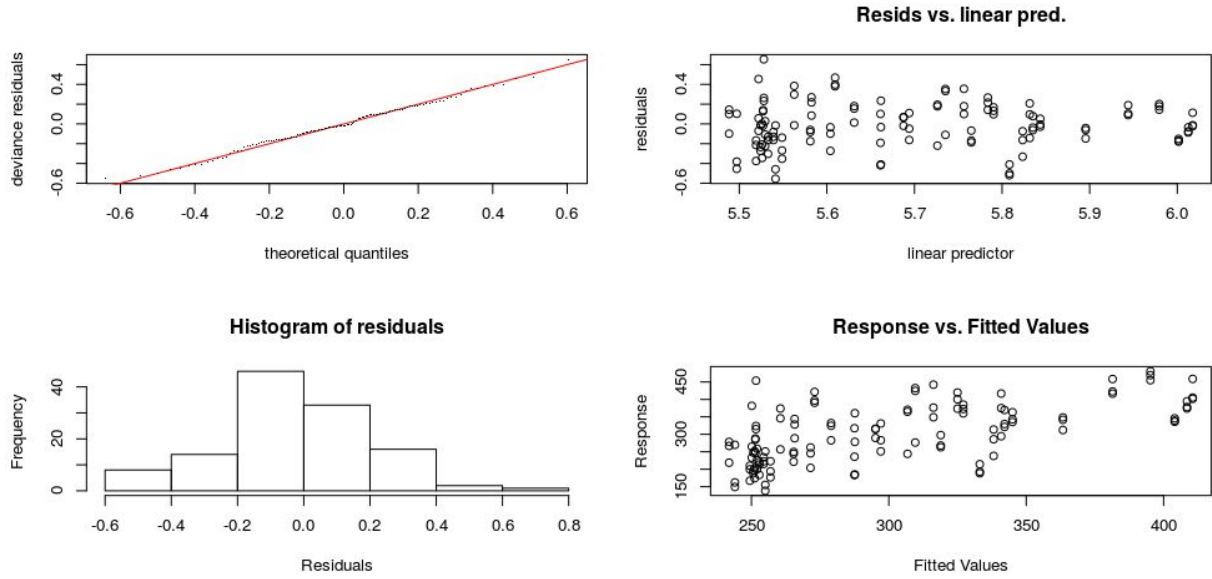 deviance residuals
0.4
0.0
-0.6
-0.6 -0.4 -0.2 0.0 0.2 0.4 0.6
theoretical quantiles
Resids vs. linear pred.
residuals
0.4
0.0
-0.6
5.5 5.6 5.7 5.8 5.9 6.0
linear predictor
Histogram of residuals
Frequency
40
20
0
-0.6 -0.4 -0.2 0.0 0.2 0.4 0.6 0.8
Residuals
Response vs. Fitted Values
Response
450
300
150
250 300 350 400
Fitted Values